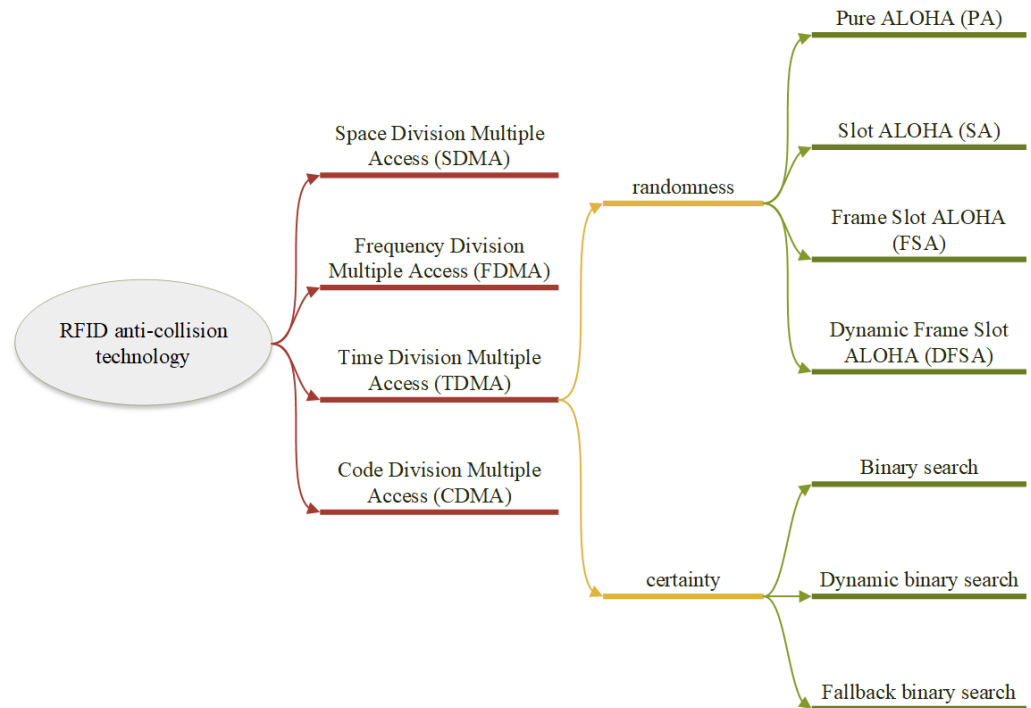 RFID anti-collision
technology
Space Division Multiple
Access (SDMA)
Frequency Division
Multiple Access (FDMA)
Time Division Multiple
Access (TDMA)
Code Division Multiple
Access (CDMA)
randomness
certainty
Pure ALOHA (PA)
Slot ALOHA (SA)
Frame Slot ALOHA
(FSA)
Dynamic Frame Slot
ALOHA (DFSA)
Binary search
Dynamic binary search
Fallback binary search